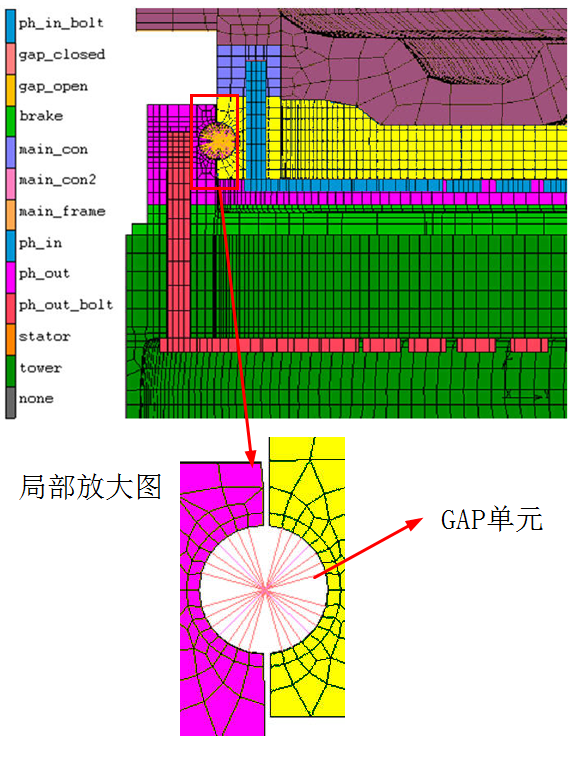 ph_in_bolt
gap_closed
gap_open
brake
main_con
main_con2
main_frame
ph_in
ph_out
ph_out_bolt
stator
tower
none
Z
X Y
局部放大图
GAP单元